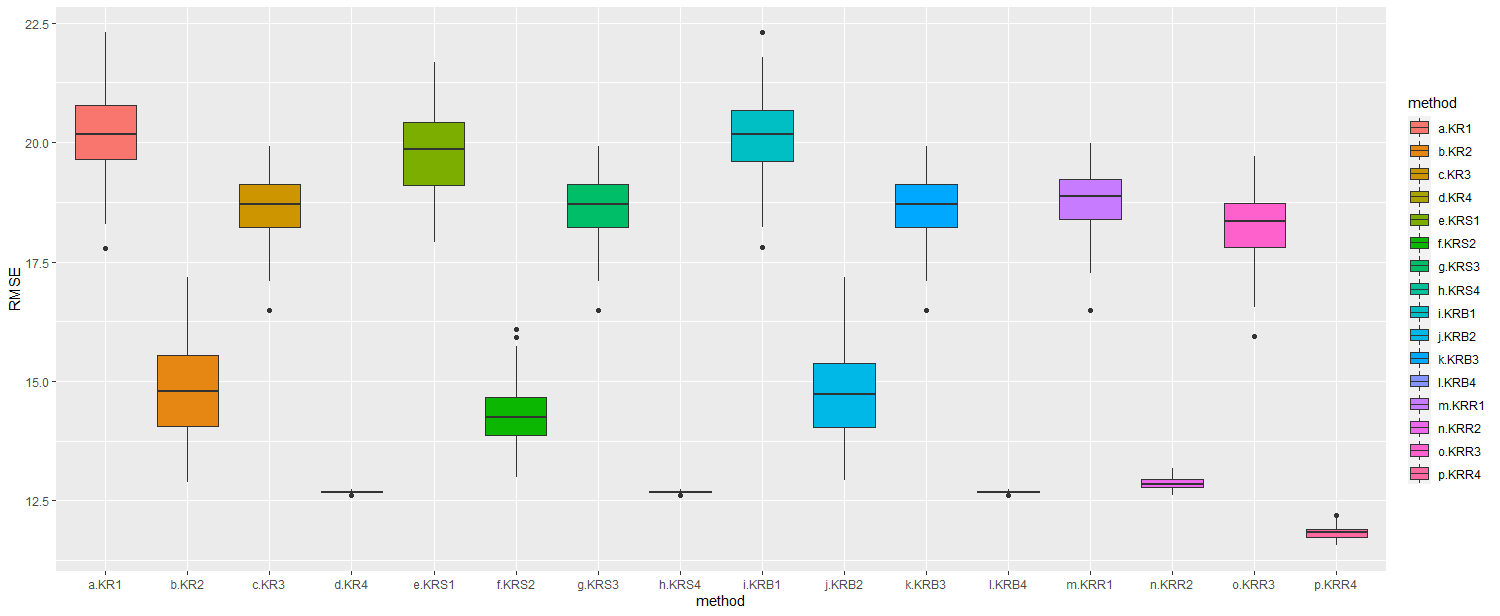 22.5
20.0
17.5
15.0
12.5
RMSE
a.KR1 b.KR2 c.KR3 d.KR4 e.KRS1 f.KRS2 g.KRS3 h.KRS4 i.KRB1 j.KRB2 k.KRB3 l.KRB4 m.KRR1 n.KRR2 o.KRR3 p.KRR4
method
method
a.KR1
b.KR2
c.KR3
d.KR4
e.KRS1
f.KRS2
g.KRS3
h.KRS4
i.KRB1
j.KRB2
k.KRB3
l.KRB4
m.KRR1
n.KRR2
o.KRR3
p.KRR4